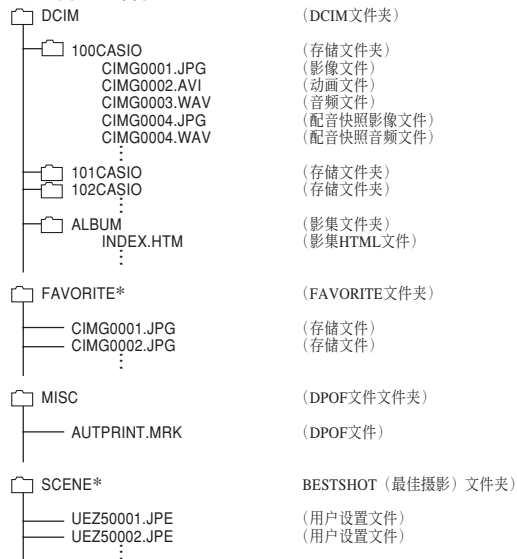 DCIM （DCIM文件夹）
100CASIO （存储文件夹）
CIMG0001.JPG （影像文件）
CIMG0002.AVI （动画文件）
CIMG0003.WAV （音频文件）
CIMG0004.JPG （配音快照影像文件）
CIMG0004.WAV （配音快照音频文件）
101CASIO （存储文件夹）
102CASIO （存储文件夹）
ALBUM （影集文件夹）
INDEX.HTM （影集HTML文件）
FAVORITE* （FAVORITE文件夹）
CIMG0001.JPG （存储文件）
CIMG0002.JPG （存储文件）
MISC （DPOF文件文件夹）
AUTPRINT.MRK （DPOF文件）
SCENE* BESTSHOT（最佳摄影）文件夹）
UEZ50001.JPE （用户设置文件）
UEZ50002.JPE （用户设置文件）